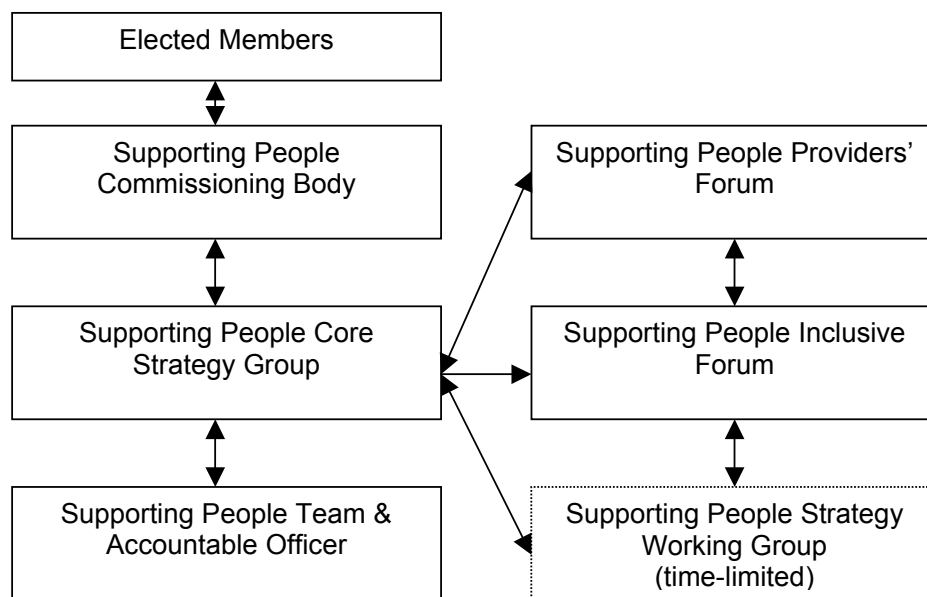 Elected Members
Supporting People
Commissioning Body
Supporting People Providers’
Forum
Supporting People Core
Strategy Group
Supporting People Inclusive
Forum
Supporting People Team &
Accountable Officer
Supporting People Strategy
Working Group
(time-limited)